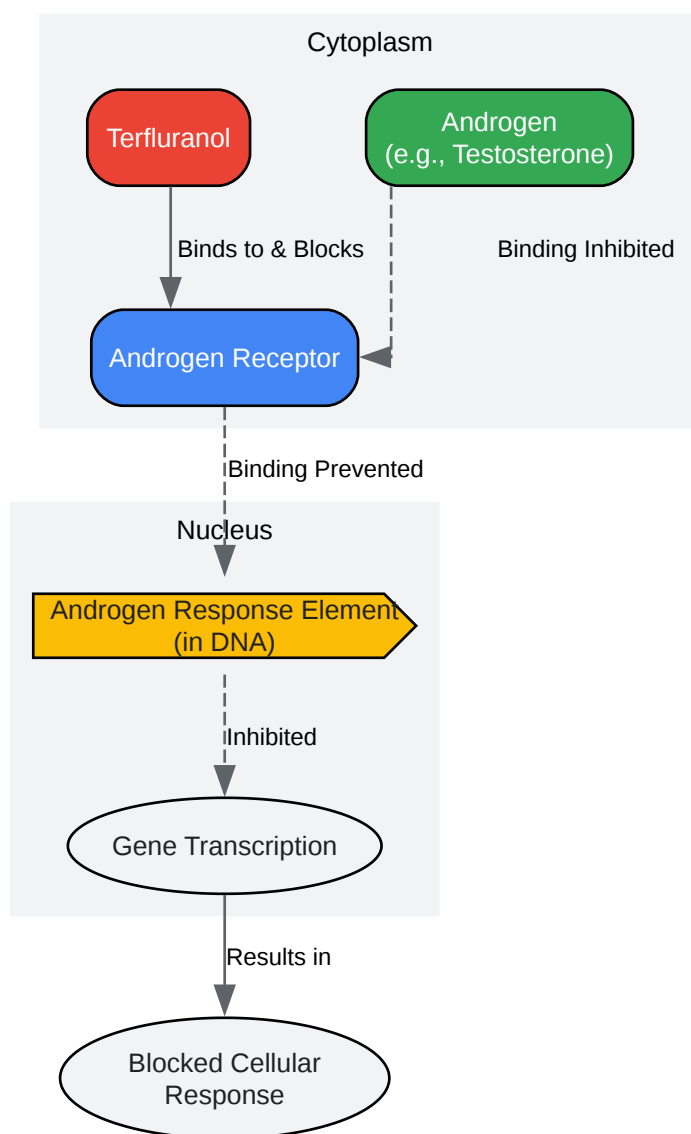 Cytoplasm
Terfluranol
Androgen
(e.g., Testosterone)
Binds to & Blocks
Binding Inhibited
Androgen Receptor
Binding Prevented
Nucleus
Androgen Response Element
(in DNA)
Inhibited
Gene Transcription
Results in
Blocked Cellular
Response